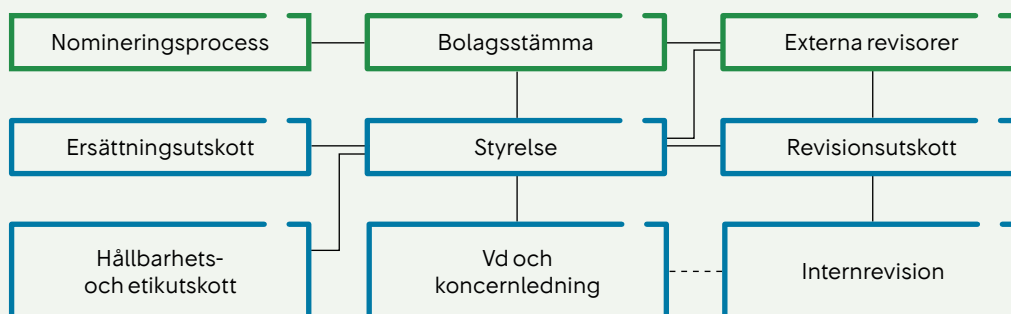 Nomineringsprocess
Bolagsstämma
Externa revisorer
Ersättningsutskott
Styrelse
Revisionsutskott
Hållbarhets-
och etikutskott
Vd och
koncernledning
Internrevision